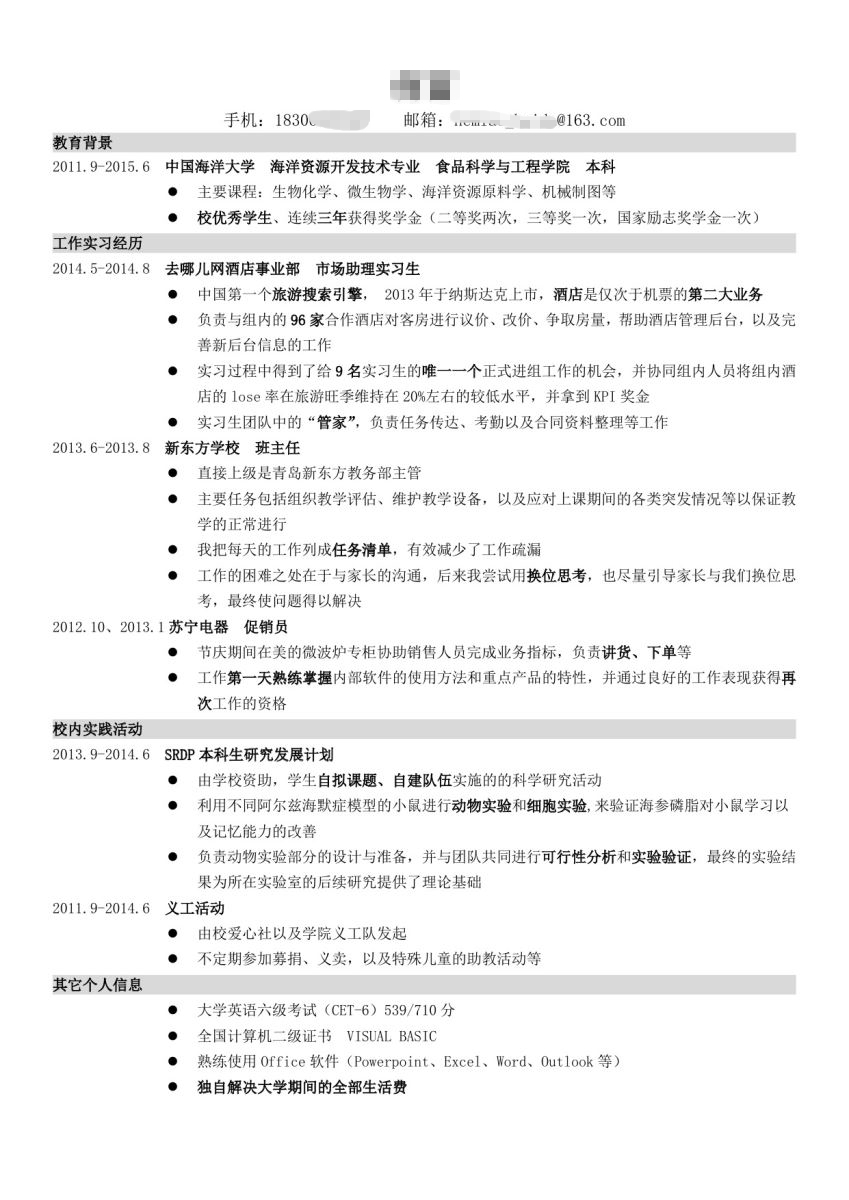 手机：1830
邮箱： @163.com
教育背景
2011.9-2015.6 中国海洋大学 海洋资源开发技术专业 食品科学与工程学院 本科
● 主要课程：生物化学、微生物学、海洋资源原料学、机械制图等
● 校优秀学生、连续三年获得奖学金（二等奖两次，三等奖一次，国家励志奖学金一次）
工作实习经历
2014.5-2014.8 去哪儿网酒店事业部 市场助理实习生
● 中国第一个旅游搜索引擎， 2013年于纳斯达克上市，酒店是仅次于机票的第二大业务
● 负责与组内的96家合作酒店对客房进行议价、改价、争取房量，帮助酒店管理后台，以及完
善新后台信息的工作
● 实习过程中得到了给9名实习生的唯一一个正式进组工作的机会，并协同组内人员将组内酒
店的lose率在旅游旺季维持在20%左右的较低水平，并拿到KPI奖金
● 实习生团队中的“管家”，负责任务传达、考勤以及合同资料整理等工作
2013.6-2013.8 新东方学校 班主任
● 直接上级是青岛新东方教务部主管
● 主要任务包括组织教学评估、维护教学设备，以及应对上课期间的各类突发情况等以保证教
学的正常进行
● 我把每天的工作列成任务清单，有效减少了工作疏漏
● 工作的困难之处在于与家长的沟通，后来我尝试用换位思考，也尽量引导家长与我们换位思
考，最终使问题得以解决
2012.10、2013.1 苏宁电器 促销员
● 节庆期间在美的微波炉专柜协助销售人员完成业务指标，负责讲货、下单等
● 工作第一天熟练掌握内部软件的使用方法和重点产品的特性，并通过良好的工作表现获得再
次工作的资格
校内实践活动
2013.9-2014.6 SRDP本科生研究发展计划
● 由学校资助，学生自拟课题、自建队伍实施的的科学研究活动
● 利用不同阿尔兹海默症模型的小鼠进行动物实验和细胞实验,来验证海参磷脂对小鼠学习以
及记忆能力的改善
● 负责动物实验部分的设计与准备，并与团队共同进行可行性分析和实验验证，最终的实验结
果为所在实验室的后续研究提供了理论基础
2011.9-2014.6 义工活动
● 由校爱心社以及学院义工队发起
● 不定期参加募捐、义卖，以及特殊儿童的助教活动等
其它个人信息
● 大学英语六级考试（CET-6）539/710分
● 全国计算机二级证书 VISUAL BASIC
● 熟练使用Office软件（Powerpoint、Excel、Word、Outlook等）
● 独自解决大学期间的全部生活费